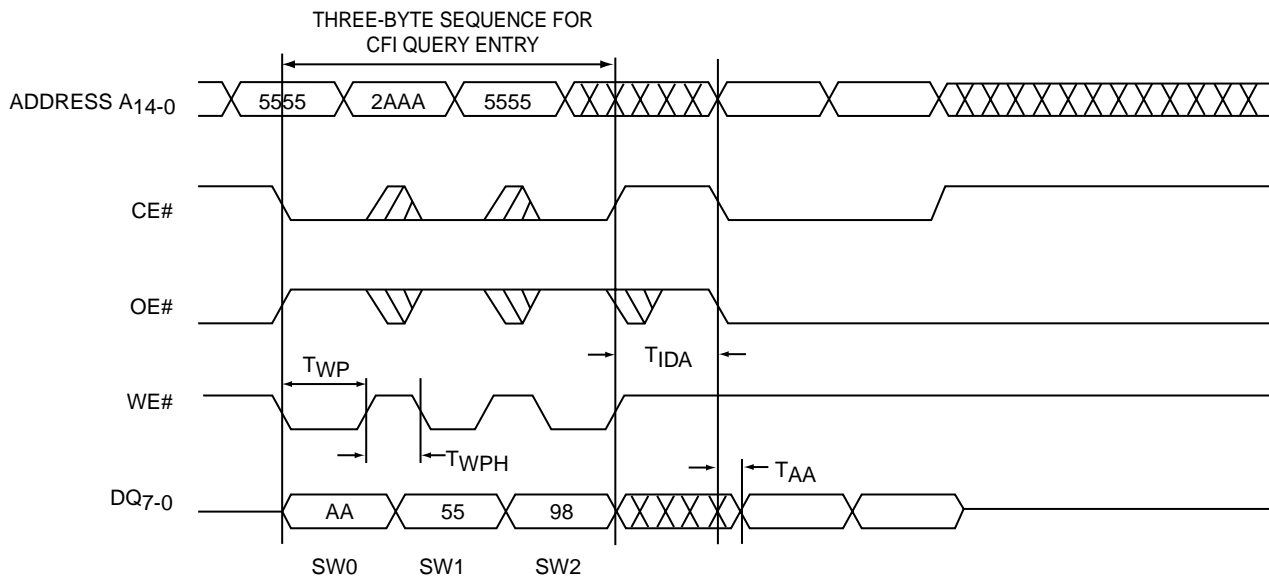 THREE-BYTE SEQUENCE FOR
CFI QUERY ENTRY
ADDRESS A14-0
5555
2AAA
5555
CE#
OE#
TIDA
TWP
WE#
TWPH
TAA
DQ7-0
AA
55
98
SW0
SW1
SW2